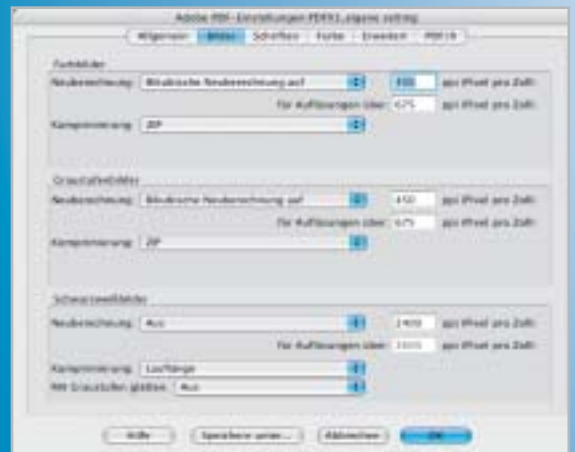 Adobe PDF-Einstellungen: PDFX1_eigene setting
Allgemein Bilder Schriften Farbe Erweitert PDF/X
Farbbilder
Neuberechnung: Bikubische Neuberechnung auf ppi (Pixel pro Zoll)
für Auflösungen über: 675 ppi (Pixel pro Zoll)
Komprimierung: ZIP
Graustufenbilder
Neuberechnung: Bikubische Neuberechnung auf 450 ppi (Pixel pro Zoll)
für Auflösungen über: 675 ppi (Pixel pro Zoll)
Komprimierung: ZIP
Schwarzweißbilder
Neuberechnung: Aus 2400 ppi (Pixel pro Zoll)
für Auflösungen über: ppi (Pixel pro Zoll)
Komprimierung: Lauflänge
Mit Graustufen glätten: Aus
Hilfe Speichern unter... Abbrechen OK